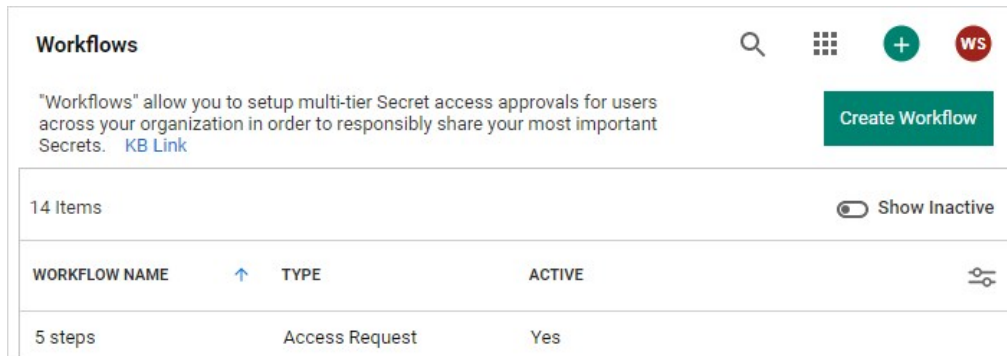 Workflows
+
WS
"Workflows" allow you to setup multi-tier Secret access approvals for users
across your organization in order to responsibly share your most important
Secrets. KB Link
Create Workflow
14 Items
Show Inactive
WORKFLOW NAME ↑ TYPE ACTIVE
5 steps Access Request Yes